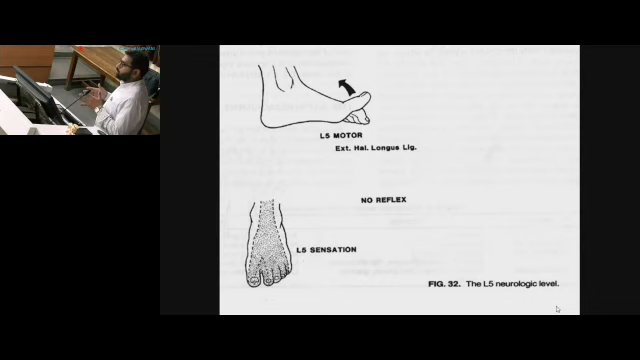 L5 MOTOR
Ext. Hal. Longus Lig.
NO REFLEX
L5 SENSATION
FIG. 32. The L5 neurologic level.